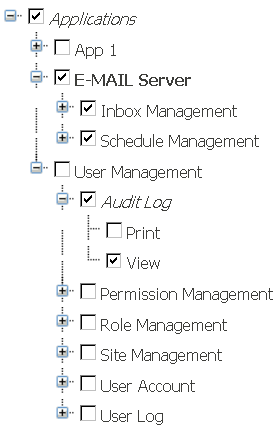 Applications
App 1
E-MAIL Server
Inbox Management
Schedule Management
User Management
Audit Log
Print
View
Permission Management
Role Management
Site Management
User Account
User Log